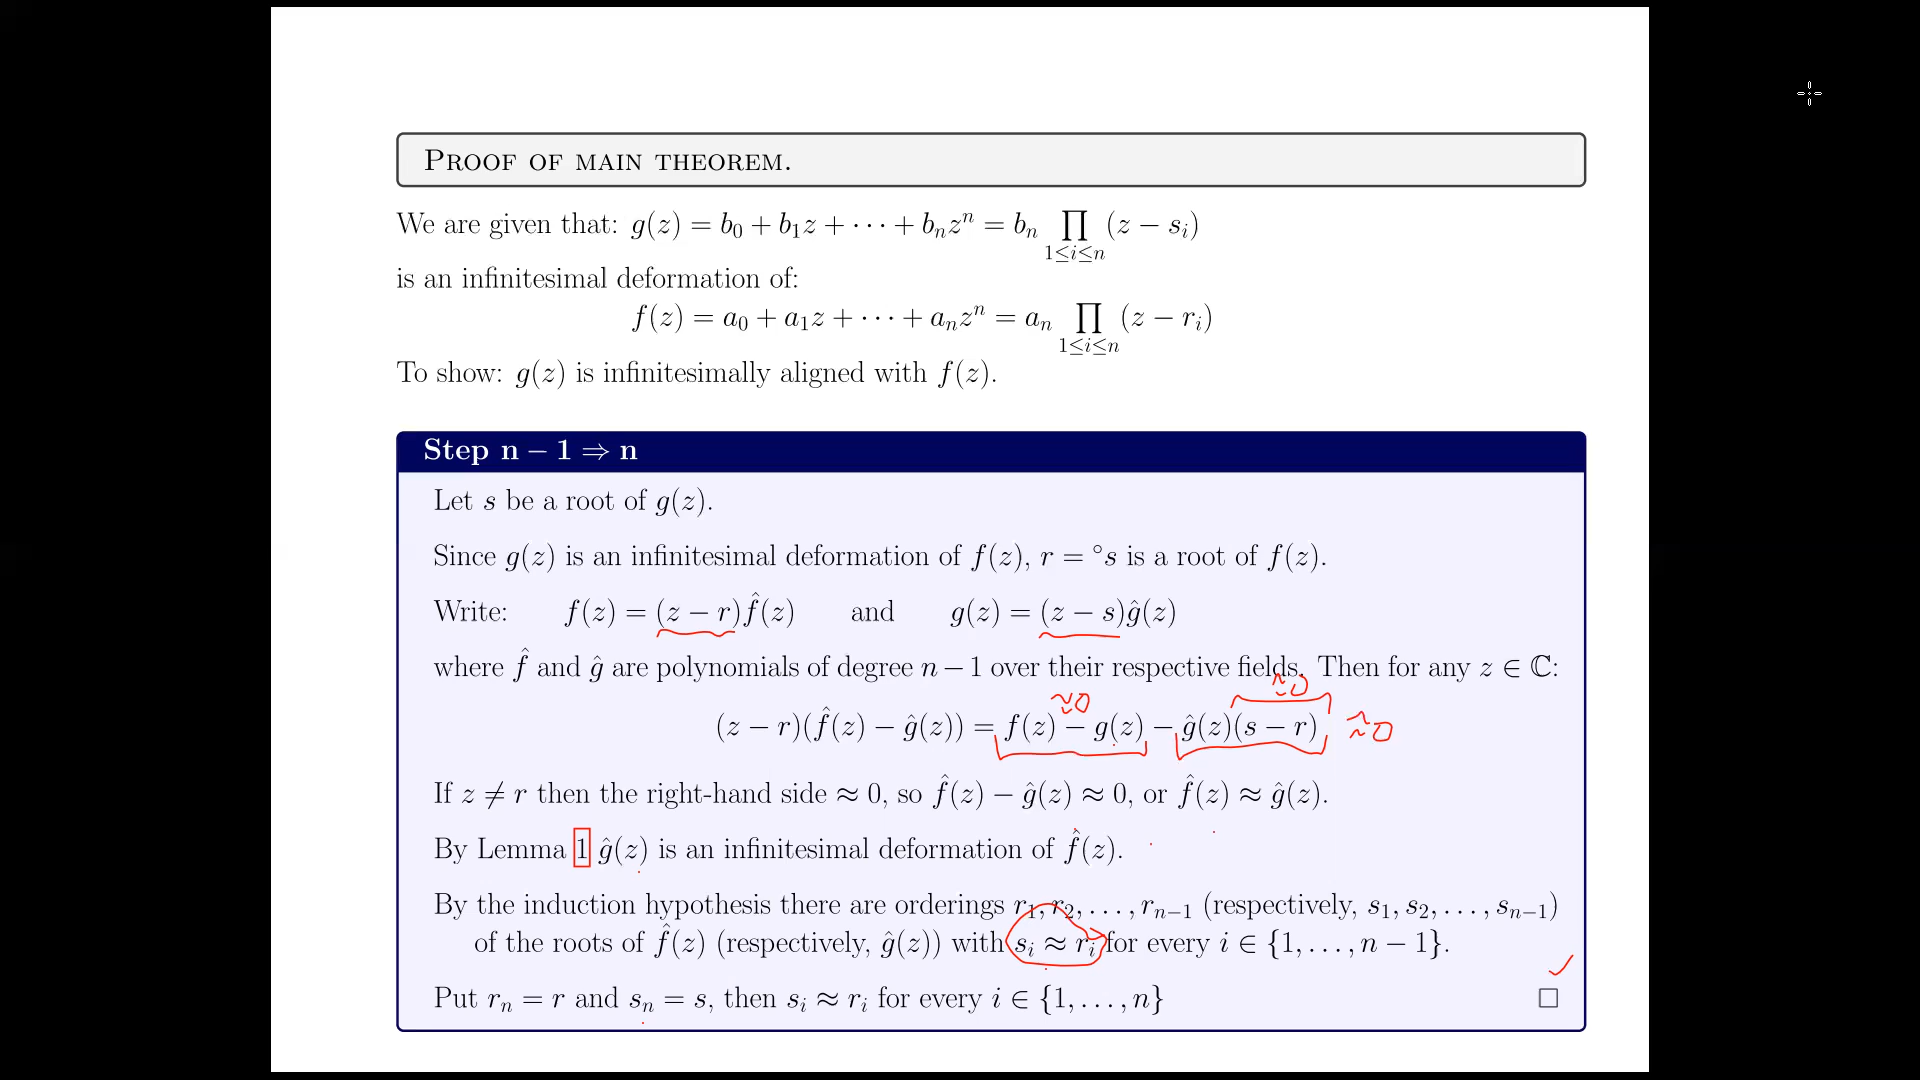 PROOF OF MAIN THEOREM.
We are given that: g(z) = b₀ + b₁z + ··· + bₙzⁿ = bₙ ∏ (z − sᵢ)
1≤i≤n
is an infinitesimal deformation of:
f(z) = a₀ + a₁z + ··· + aₙzⁿ = aₙ ∏ (z − rᵢ)
1≤i≤n
To show: g(z) is infinitesimally aligned with f(z).
Step n − 1 ⇒ n
Let s be a root of g(z).
Since g(z) is an infinitesimal deformation of f(z), r = °s is a root of f(z).
Write: f(z) = (z − r)f̂(z) and g(z) = (z − s)ĝ(z)
where f̂ and ĝ are polynomials of degree n − 1 over their respective fields. Then for any z ∈ ℂ:
≈0 ≈0
(z − r)(f̂(z) − ĝ(z)) = f(z) − g(z) − ĝ(z)(s − r) ≈0
If z ≠ r then the right-hand side ≈ 0, so f̂(z) − ĝ(z) ≈ 0, or f̂(z) ≈ ĝ(z).
By Lemma 1 ĝ(z) is an infinitesimal deformation of f̂(z).
By the induction hypothesis there are orderings r₁, r₂, . . . , rₙ₋₁ (respectively, s₁, s₂, . . . , sₙ₋₁)
of the roots of f̂(z) (respectively, ĝ(z)) with sᵢ ≈ rᵢ for every i ∈ {1, . . . , n − 1}.
Put rₙ = r and sₙ = s, then sᵢ ≈ rᵢ for every i ∈ {1, . . . , n} □